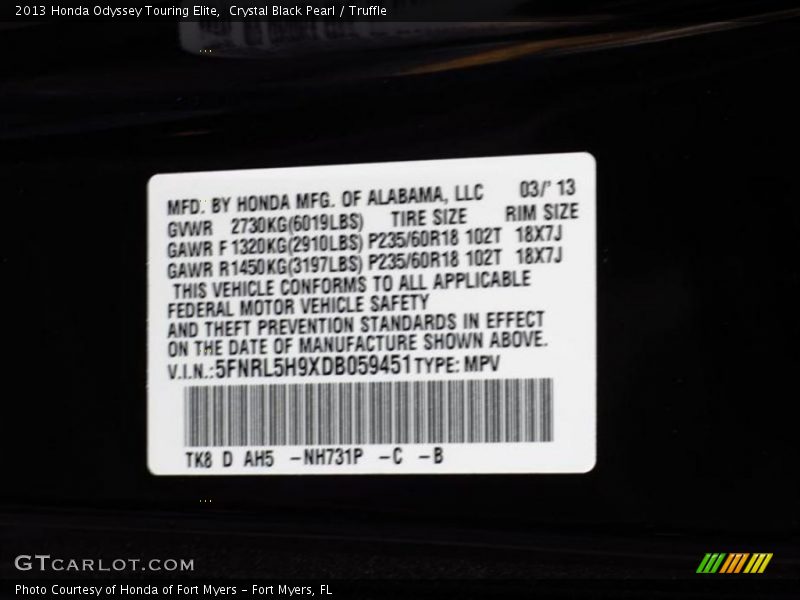 2013 Honda Odyssey Touring Elite,  Crystal Black Pearl / Truffle
MFD. BY HONDA MFG. OF ALABAMA, LLC 03/' 13
GVWR 2730KG(6019LBS) TIRE SIZE RIM SIZE
GAWR F 1320KG(2910LBS) P235/60R18 102T 18X7J
GAWR R1450KG(3197LBS) P235/60R18 102T 18X7J
THIS VEHICLE CONFORMS TO ALL APPLICABLE
FEDERAL MOTOR VEHICLE SAFETY
AND THEFT PREVENTION STANDARDS IN EFFECT
ON THE DATE OF MANUFACTURE SHOWN ABOVE.
V.I.N.:5FNRL5H9XDB059451 TYPE: MPV
TK8 D AH5 -NH731P -C -B
GTCARLOT.COM
Photo Courtesy of Honda of Fort Myers - Fort Myers, FL